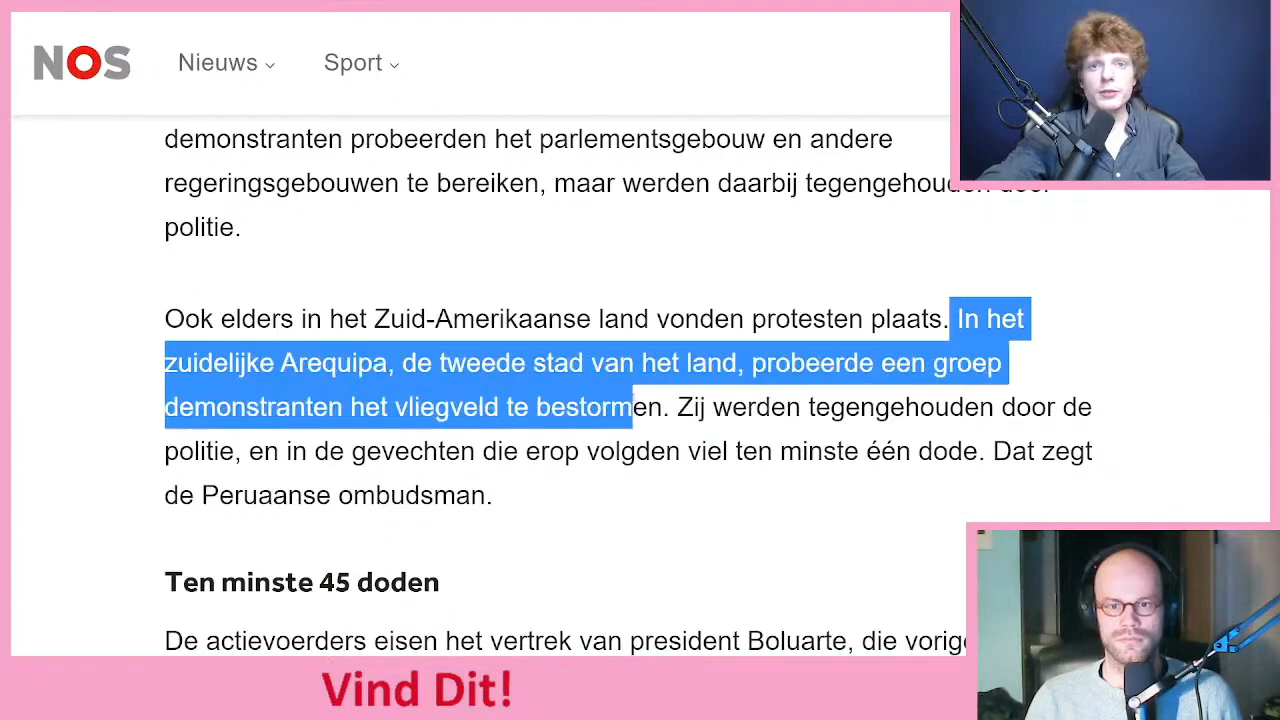 NOS Nieuws Sport
demonstranten probeerden het parlementsgebouw en andere
regeringsgebouwen te bereiken, maar werden daarbij tegengehouden door
politie.
Ook elders in het Zuid-Amerikaanse land vonden protesten plaats. In het
zuidelijke Arequipa, de tweede stad van het land, probeerde een groep
demonstranten het vliegveld te bestormen. Zij werden tegengehouden door de
politie, en in de gevechten die erop volgden viel ten minste één dode. Dat zegt
de Peruaanse ombudsman.
Ten minste 45 doden
De actievoerders eisen het vertrek van president Boluarte, die
Vind Dit!